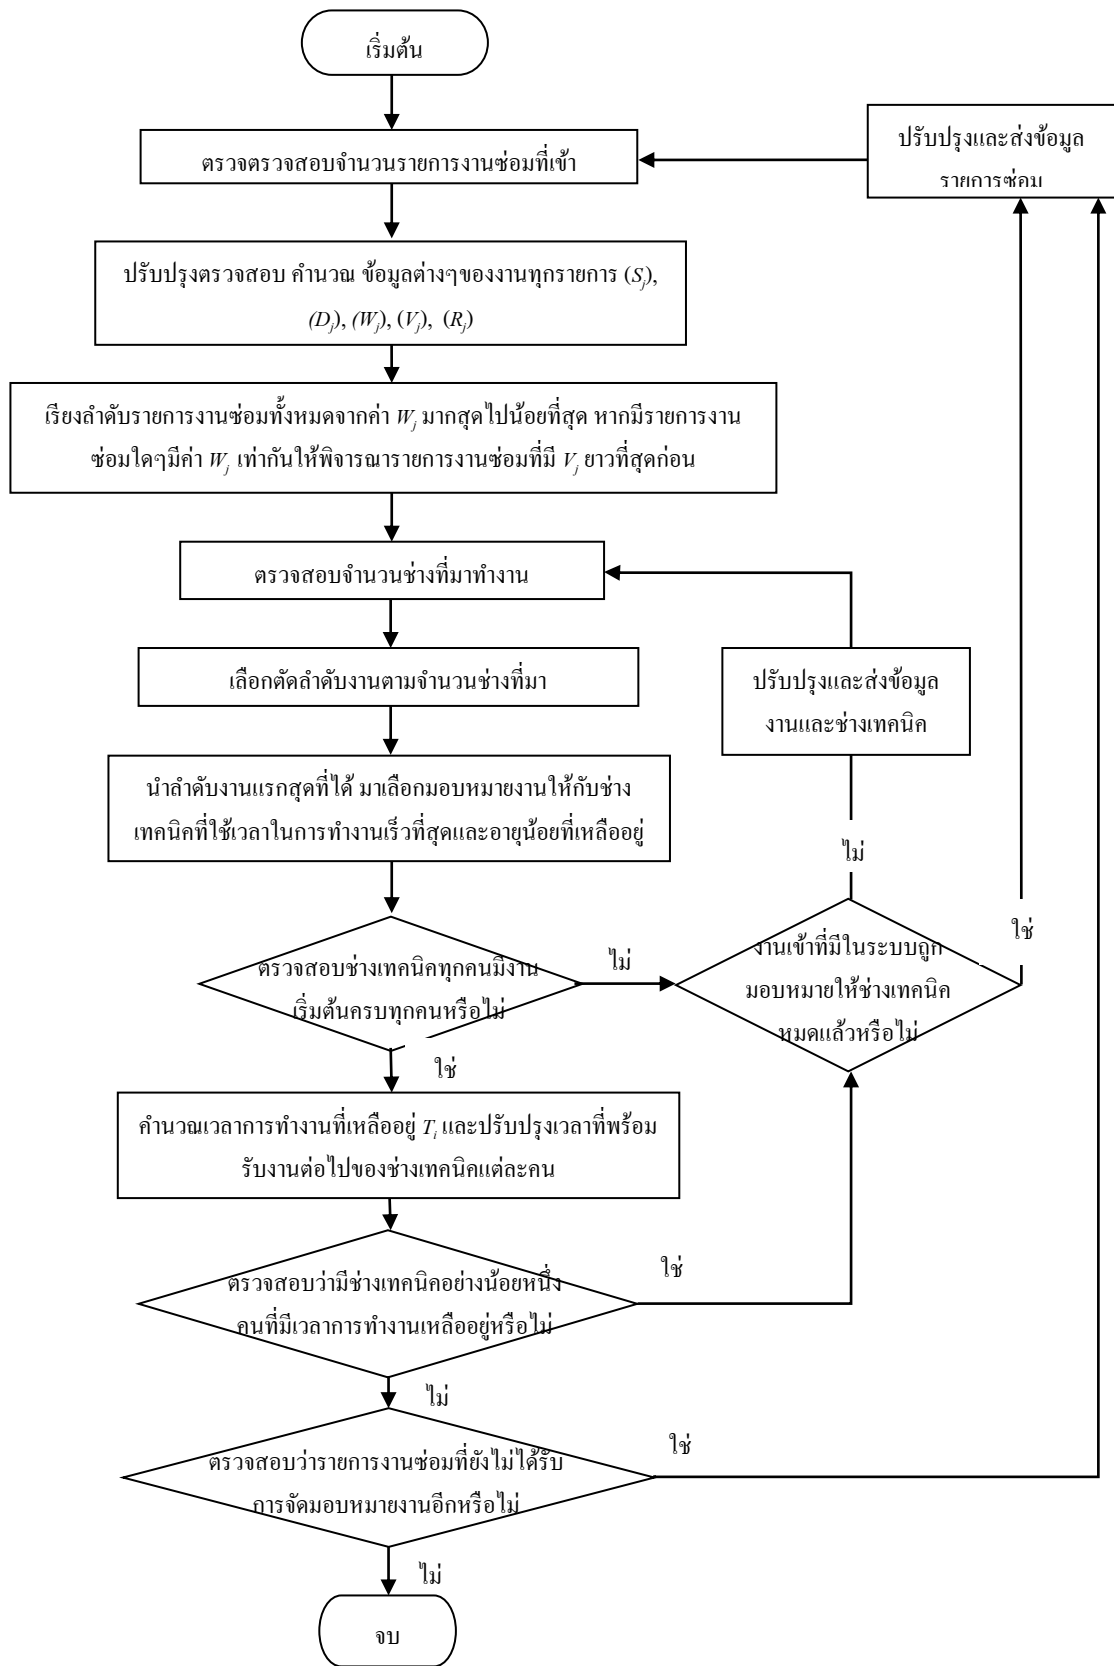 เริ่มต้น
ปรับปรุงและส่งข้อมูล
รายการซ่อม
ตรวจตรวจสอบจำนวนรายการงานซ่อมที่เข้า
ปรับปรุงตรวจสอบ คำนวณ ข้อมูลต่างๆของงานทุกรายการ (Sj),
(Dj), (Wj), (Vj), (Rj)
เรียงลำดับรายการงานซ่อมทั้งหมดจากค่า Wj มากสุดไปน้อยที่สุด หากมีรายการงาน
ซ่อมใดๆมีค่า Wj เท่ากันให้พิจารณารายการงานซ่อมที่มี Vj ยาวที่สุดก่อน
ตรวจสอบจำนวนช่างที่มาทำงาน
เลือกตัดลำดับงานตามจำนวนช่างที่มา
ปรับปรุงและส่งข้อมูล
งานและช่างเทคนิค
นำลำดับงานแรกสุดที่ได้ มาเลือกมอบหมายงานให้กับช่าง
เทคนิคที่ใช้เวลาในการทำงานเร็วที่สุดและอายุน้อยที่เหลืออยู่
ไม่
ใช่
ตรวจสอบช่างเทคนิคทุกคนมีงาน
เริ่มต้นครบทุกคนหรือไม่
ไม่
งานเข้าที่มีในระบบถูก
มอบหมายให้ช่างเทคนิค
หมดแล้วหรือไม่
ใช่
คำนวณเวลาการทำงานที่เหลืออยู่ Ti และปรับปรุงเวลาที่พร้อม
รับงานต่อไปของช่างเทคนิคแต่ละคน
ตรวจสอบว่ามีช่างเทคนิคอย่างน้อยหนึ่ง
คนที่มีเวลาการทำงานเหลืออยู่หรือไม่
ใช่
ไม่
ตรวจสอบว่ารายการงานซ่อมที่ยังไม่ได้รับ
การจัดมอบหมายงานอีกหรือไม่
ใช่
ไม่
จบ